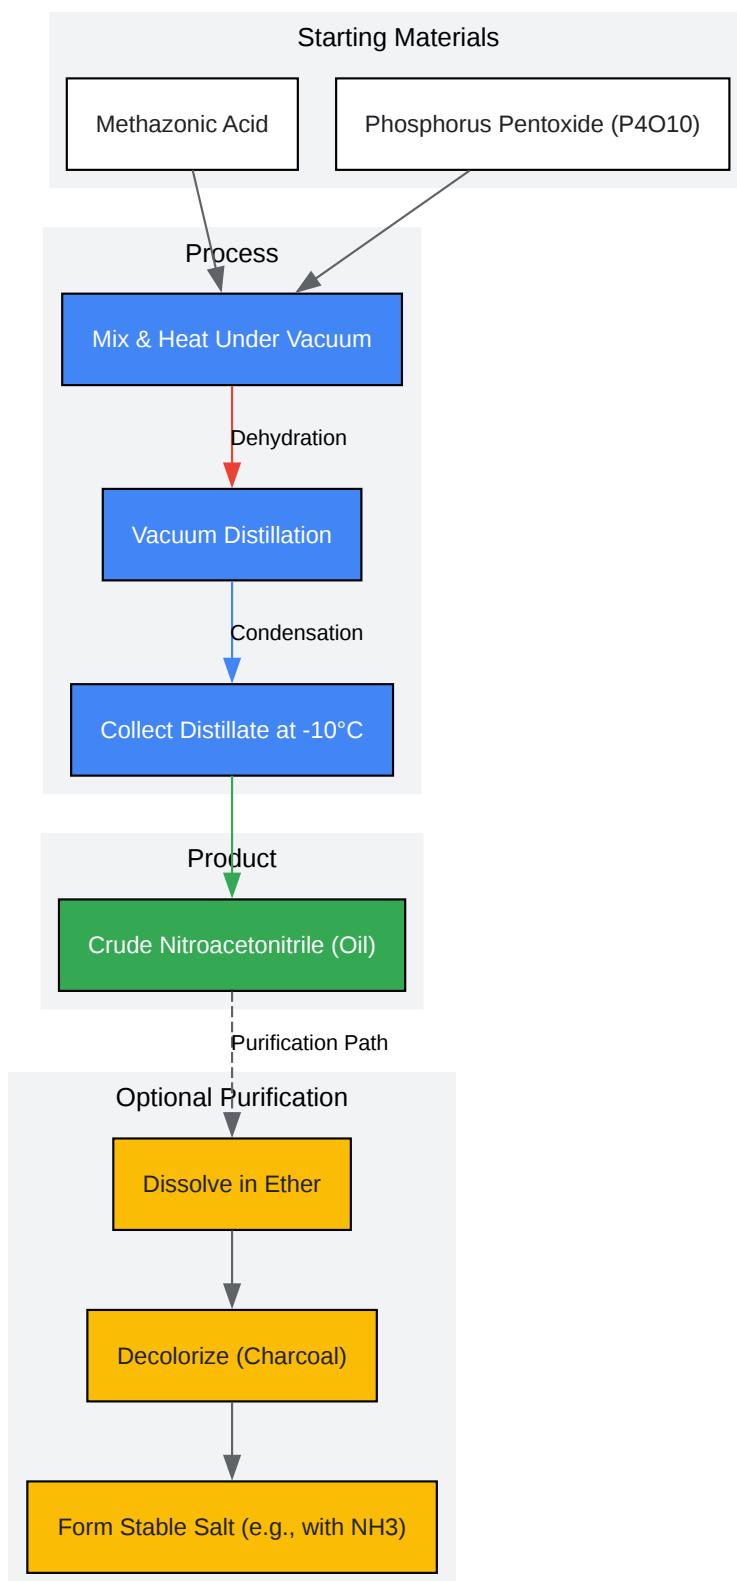 Starting Materials
Methazonic Acid
Phosphorus Pentoxide (P4O10)
Process
Mix & Heat Under Vacuum
Dehydration
Vacuum Distillation
Condensation
Collect Distillate at -10°C
Product
Crude Nitroacetonitrile (Oil)
Purification Path
Optional Purification
Dissolve in Ether
Decolorize (Charcoal)
Form Stable Salt (e.g., with NH3)